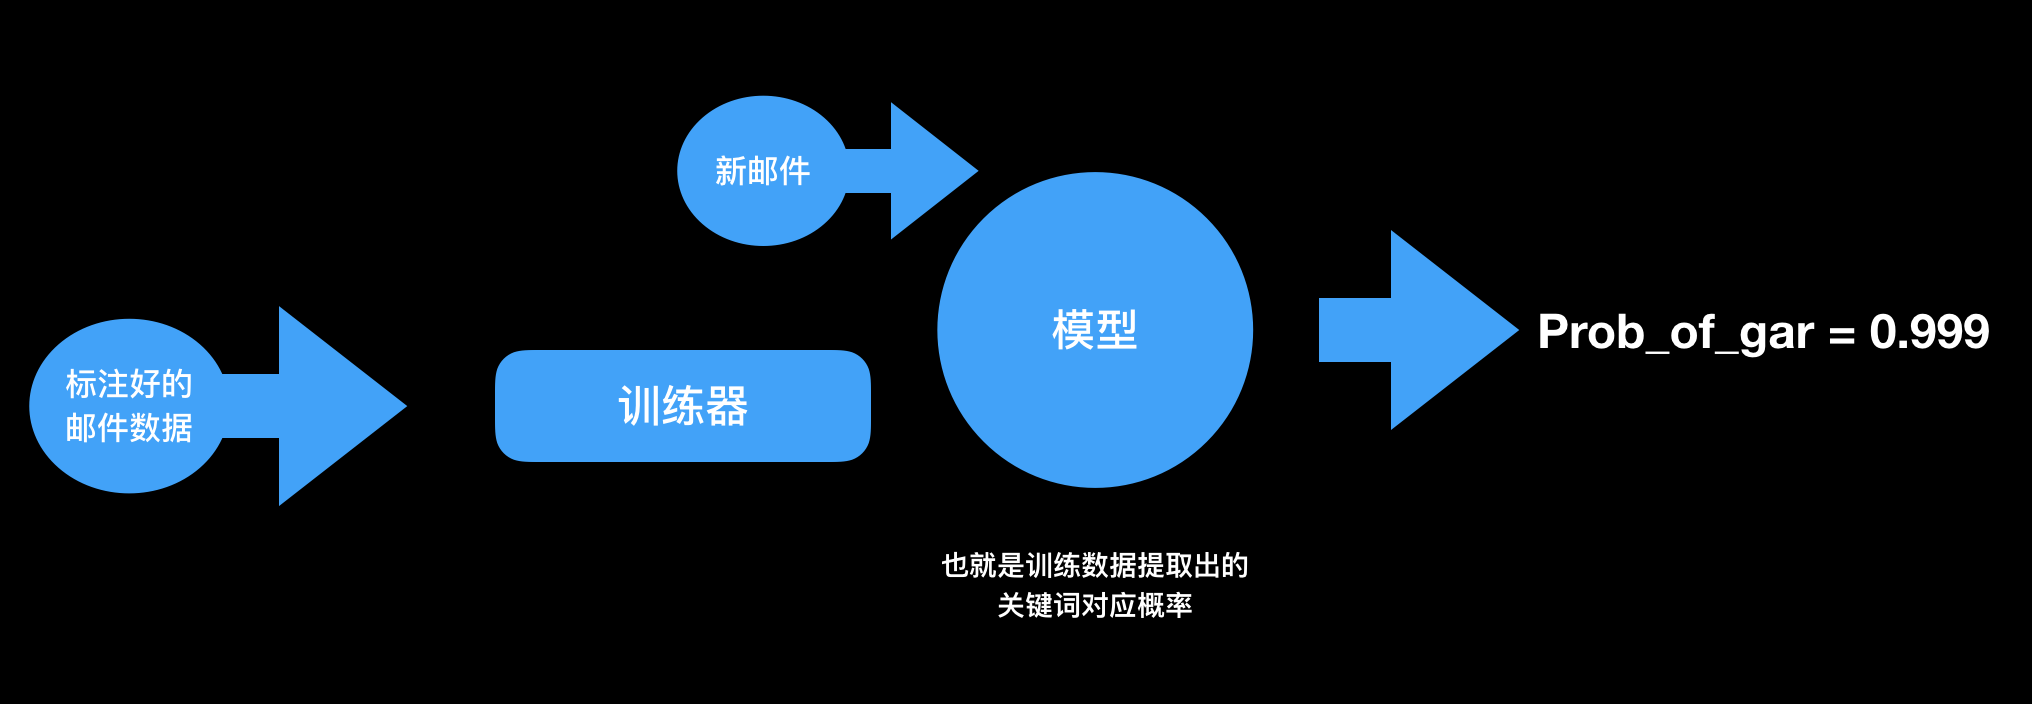 新邮件
标注好的
邮件数据
训练器
模型
Prob_of_gar = 0.999
也就是训练数据提取出的
关键词对应概率